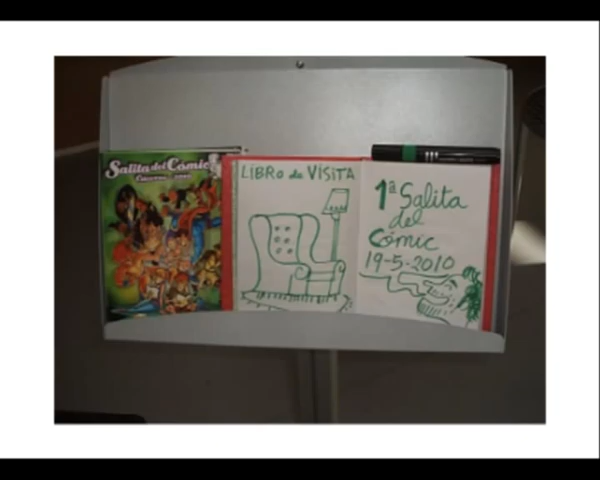 Salita del Cómic
LIBRO de VISITA
1ª Salita
del
Cómic
19-5-2010